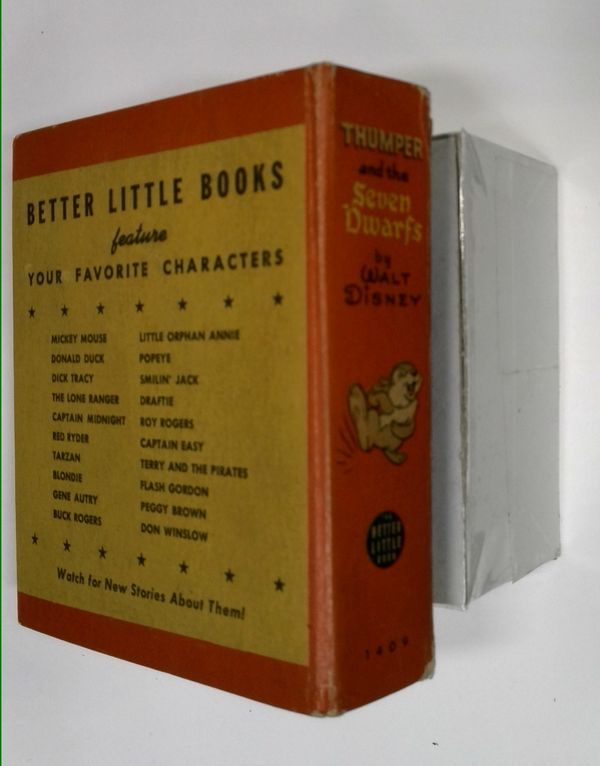 BETTER LITTLE BOOKS
feature
YOUR FAVORITE CHARACTERS
MICKEY MOUSE
DONALD DUCK
DICK TRACY
THE LONE RANGER
CAPTAIN MIDNIGHT
RED RYDER
TARZAN
BLONDIE
GENE AUTRY
BUCK ROGERS
LITTLE ORPHAN ANNIE
POPEYE
SMILIN' JACK
DRAFTIE
ROY ROGERS
CAPTAIN EASY
TERRY AND THE PIRATES
FLASH GORDON
PEGGY BROWN
DON WINSLOW
Watch for New Stories About Them!
THUMPER
and the
Seven
Dwarfs
by
WALT
DISNEY
BETTER
LITTLE
BOOK
1409